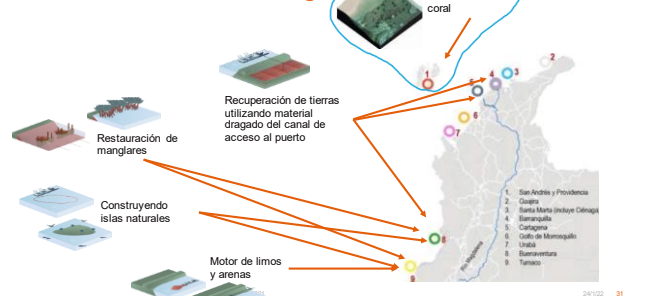 coral
1
2
3
4
5
6
7
8
9
Recuperación de tierras
utilizando material
dragado del canal de
acceso al puerto
Restauración de
manglares
Construyendo
islas naturales
Motor de limos
y arenas
Río Magdalena
1. San Andrés y Providencia
2. Guajira
3. Santa Marta (incluye Ciénaga
4. Barranquilla
5. Cartagena
6. Golfo de Morrosquillo
7. Urabá
8. Buenaventura
9. Tumaco
24/1/22 31